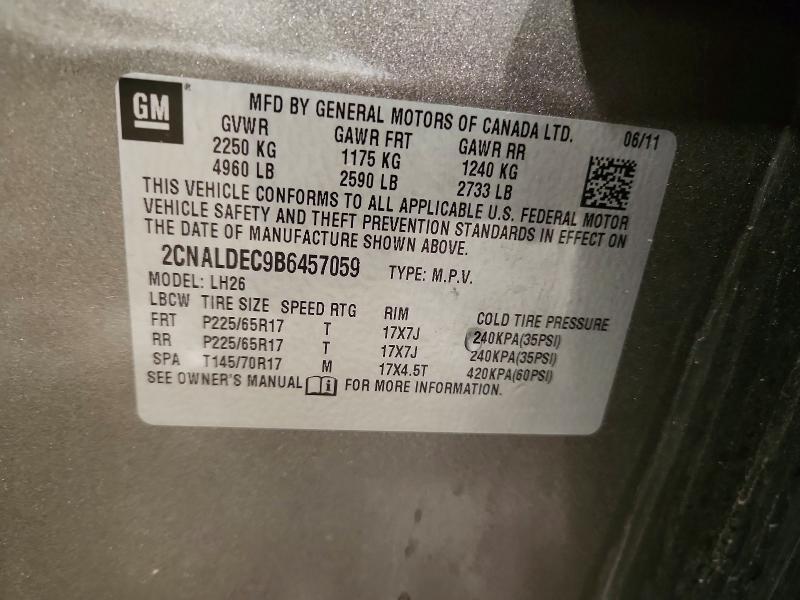 GM ®
MFD BY GENERAL MOTORS OF CANADA LTD.
06/11
GVWR GAWR FRT GAWR RR
2250 KG 1175 KG 1240 KG
4960 LB 2590 LB 2733 LB
THIS VEHICLE CONFORMS TO ALL APPLICABLE U.S. FEDERAL MOTOR
VEHICLE SAFETY AND THEFT PREVENTION STANDARDS IN EFFECT ON
THE DATE OF MANUFACTURE SHOWN ABOVE.
2CNALDEC9B6457059 TYPE: M.P.V.
MODEL: LH26
LBCW TIRE SIZE SPEED RTG RIM COLD TIRE PRESSURE
FRT P225/65R17 T 17X7J 240KPA(35PSI)
RR P225/65R17 T 17X7J 240KPA(35PSI)
SPA T145/70R17 M 17X4.5T 420KPA(60PSI)
SEE OWNER'S MANUAL i FOR MORE INFORMATION.